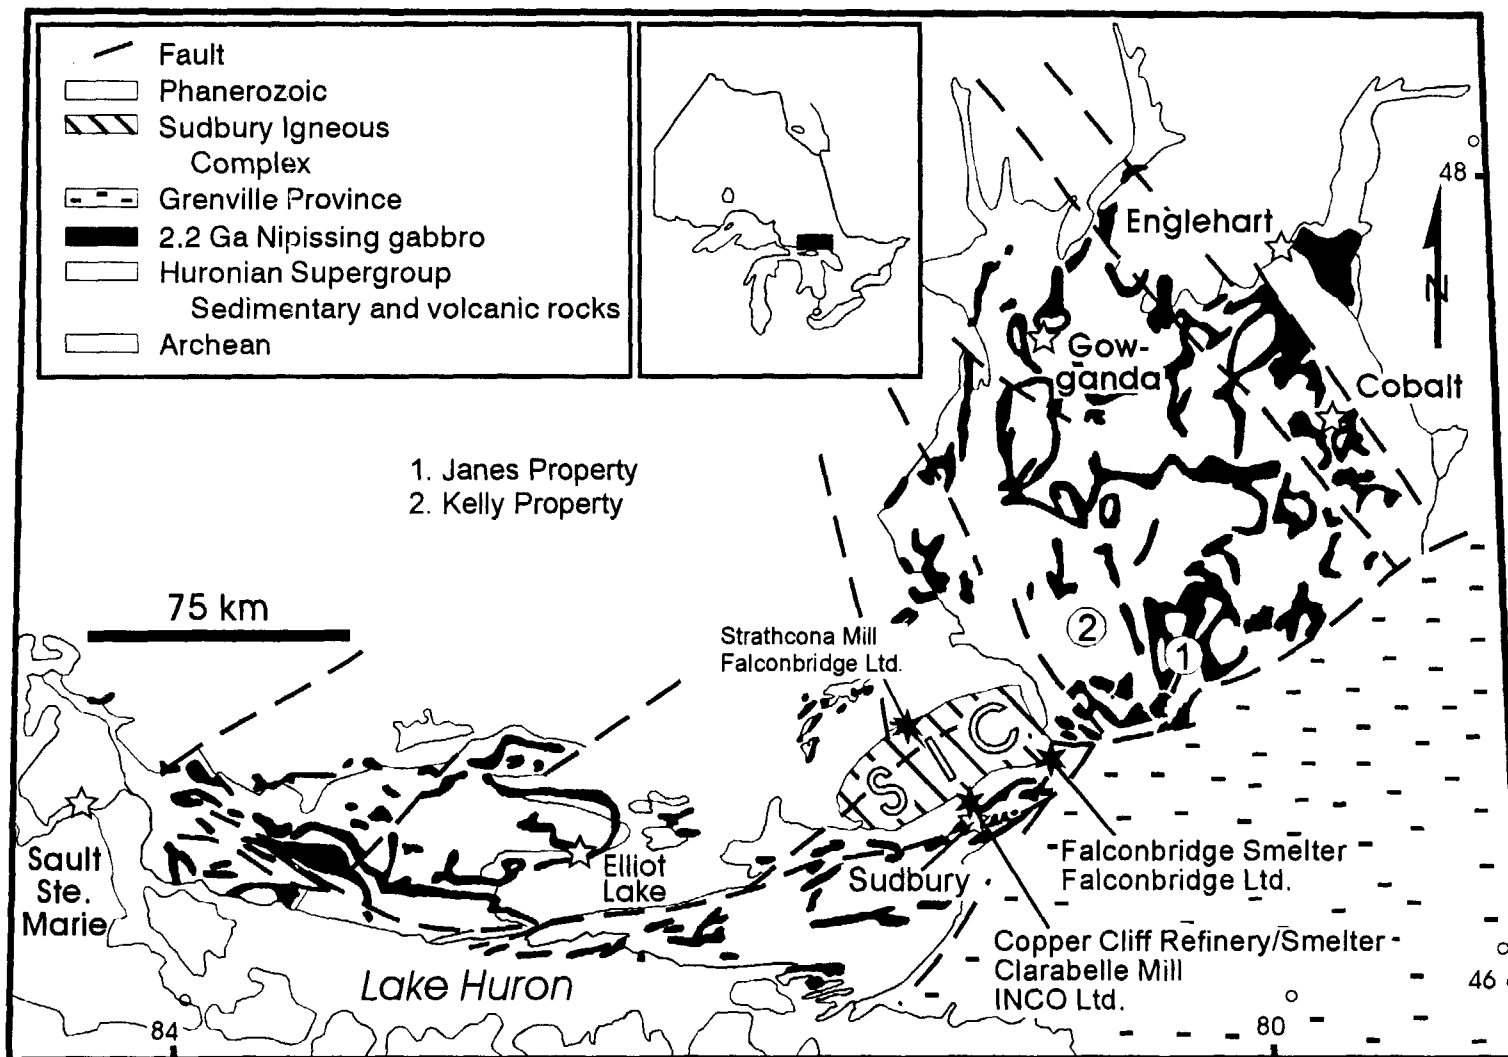 Fault
Phanerozoic
Sudbury Igneous
Complex
Grenville Province
2.2 Ga Nipissing gabbro
Huronian Supergroup
Sedimentary and volcanic rocks
Archean
48
Englehart
N
Gow-
ganda
Cobalt
1. Janes Property
2. Kelly Property
75 km
2
1
Strathcona Mill
Falconbridge Ltd.
SIC
Sault
Ste.
Marie
Elliot
Lake
Sudbury
Falconbridge Smelter
Falconbridge Ltd.
Copper Cliff Refinery/Smelter
Clarabelle Mill
INCO Ltd.
Lake Huron
46
84
80